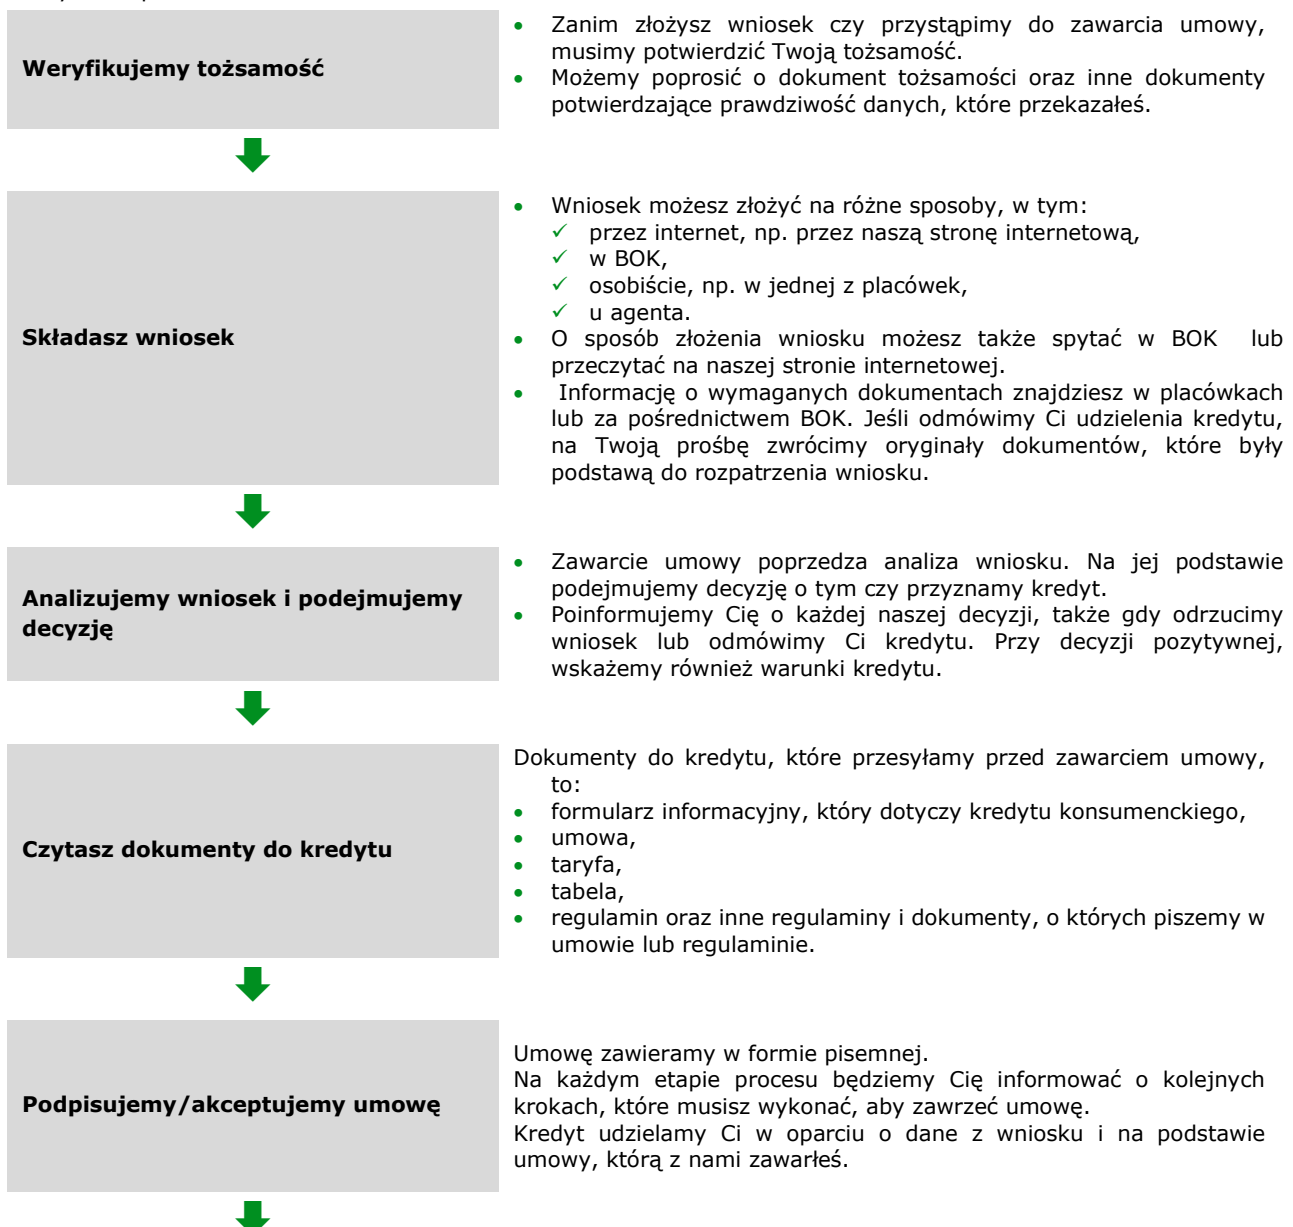 Weryfikujemy tożsamość
• Zanim złożysz wniosek czy przystąpimy do zawarcia umowy,
musimy potwierdzić Twoją tożsamość.
• Możemy poprosić o dokument tożsamości oraz inne dokumenty
potwierdzające prawdziwość danych, które przekazałeś.
Składasz wniosek
• Wniosek możesz złożyć na różne sposoby, w tym:
✓ przez internet, np. przez naszą stronę internetową,
✓ w BOK,
✓ osobiście, np. w jednej z placówek,
✓ u agenta.
• O sposób złożenia wniosku możesz także spytać w BOK lub
przeczytać na naszej stronie internetowej.
• Informację o wymaganych dokumentach znajdziesz w placówkach
lub za pośrednictwem BOK. Jeśli odmówimy Ci udzielenia kredytu,
na Twoją prośbę zwrócimy oryginały dokumentów, które były
podstawą do rozpatrzenia wniosku.
Analizujemy wniosek i podejmujemy
decyzję
• Zawarcie umowy poprzedza analiza wniosku. Na jej podstawie
podejmujemy decyzję o tym czy przyznamy kredyt.
• Poinformujemy Cię o każdej naszej decyzji, także gdy odrzucimy
wniosek lub odmówimy Ci kredytu. Przy decyzji pozytywnej,
wskażemy również warunki kredytu.
Czytasz dokumenty do kredytu
Dokumenty do kredytu, które przesyłamy przed zawarciem umowy,
to:
• formularz informacyjny, który dotyczy kredytu konsumenckiego,
• umowa,
• taryfa,
• tabela,
• regulamin oraz inne regulaminy i dokumenty, o których piszemy w
umowie lub regulaminie.
Podpisujemy/akceptujemy umowę
Umowę zawieramy w formie pisemnej.
Na każdym etapie procesu będziemy Cię informować o kolejnych
krokach, które musisz wykonać, aby zawrzeć umowę.
Kredyt udzielamy Ci w oparciu o dane z wniosku i na podstawie
umowy, którą z nami zawarłeś.